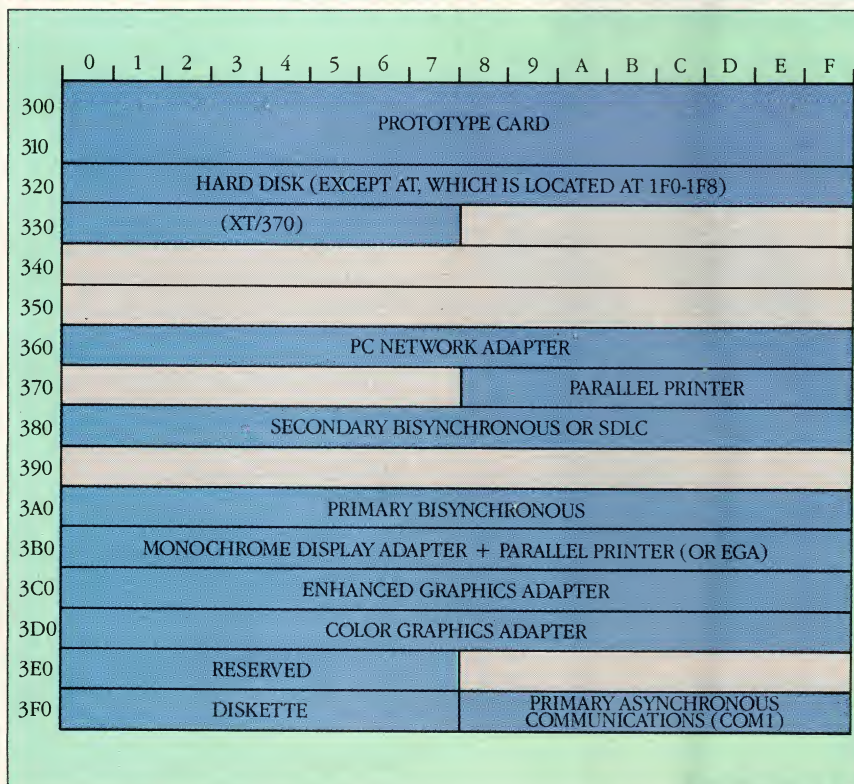 0 1 2 3 4 5 6 7 8 9 A B C D E F
300
PROTOTYPE CARD
310
320 HARD DISK (EXCEPT AT, WHICH IS LOCATED AT 1F0-1F8)
330 (XT/370)
340
350
360 PC NETWORK ADAPTER
370 PARALLEL PRINTER
380 SECONDARY BISYNCHRONOUS OR SDLC
390
3A0 PRIMARY BISYNCHRONOUS
3B0 MONOCHROME DISPLAY ADAPTER + PARALLEL PRINTER (OR EGA)
3C0 ENHANCED GRAPHICS ADAPTER
3D0 COLOR GRAPHICS ADAPTER
3E0 RESERVED
3F0 DISKETTE PRIMARY ASYNCHRONOUS
COMMUNICATIONS (COM1)